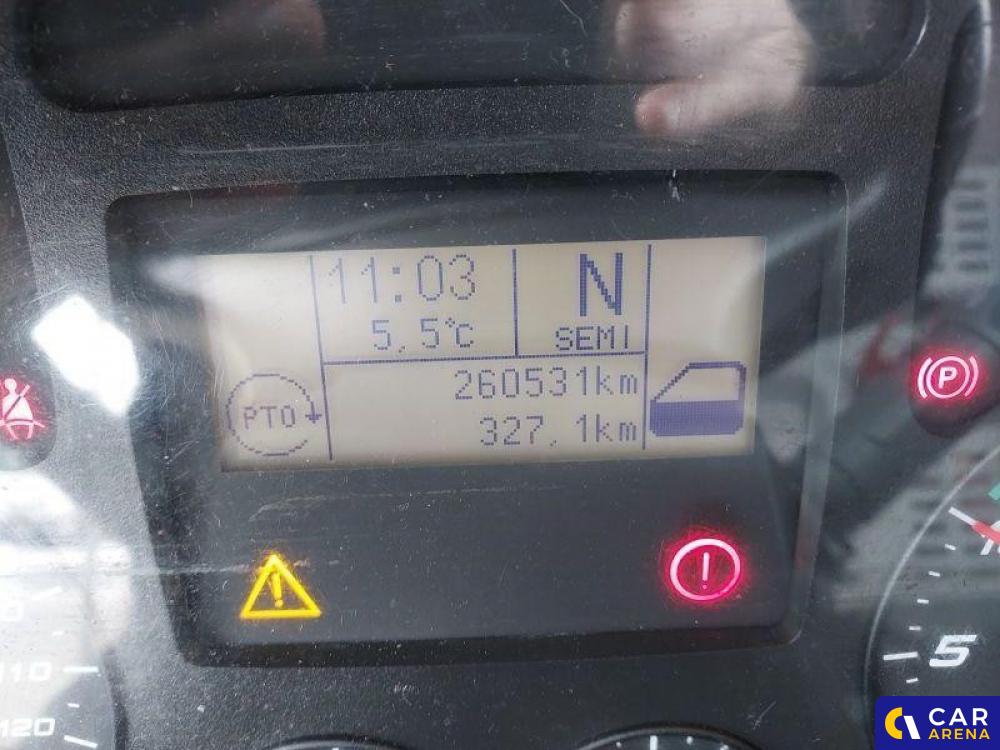 11:03
5,5°C
N
SEMI
260531km
327,1km
PTO
P
110
120
5
CAR
ARENA